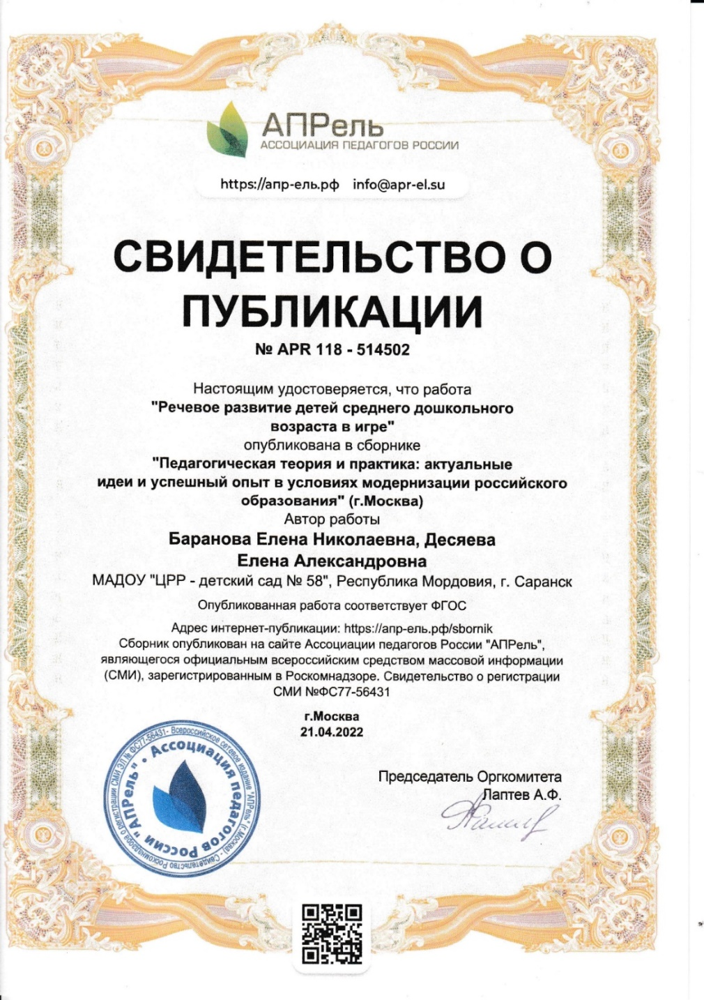 АПРель
АССОЦИАЦИЯ ПЕДАГОГОВ РОССИИ
https://апр-ель.рф info@apr-el.su
СВИДЕТЕЛЬСТВО О
ПУБЛИКАЦИИ
№ APR 118 - 514502
Настоящим удостоверяется, что работа
"Речевое развитие детей среднего дошкольного
возраста в игре"
опубликована в сборнике
"Педагогическая теория и практика: актуальные
идеи и успешный опыт в условиях модернизации российского
образования" (г.Москва)
Автор работы
Баранова Елена Николаевна, Десяева
Елена Александровна
МАДОУ "ЦРР - детский сад № 58", Республика Мордовия, г. Саранск
Опубликованная работа соответствует ФГОС
Адрес интернет-публикации: https://апр-ель.рф/sbornik
Сборник опубликован на сайте Ассоциации педагогов России "АПРель",
являющегося официальным всероссийским средством массовой информации
(СМИ), зарегистрированным в Роскомнадзоре. Свидетельство о регистрации
СМИ №ФС77-56431
г.Москва
21.04.2022
Председатель Оргкомитета
Лаптев А.Ф.
Ассоциация педагогов России "АПРель"
Всероссийское сетевое издание "АПРель" (г.Москва) - Свидетельство Роскомнадзора о регистрации СМИ ЭЛ № ФС77-56431-